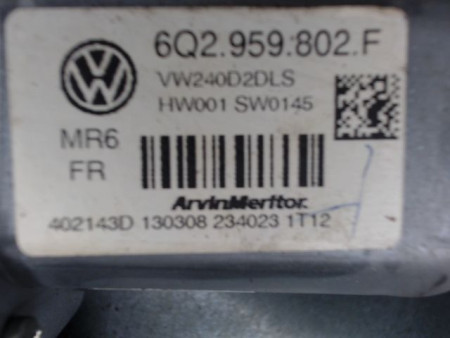 6Q2.959.802.F
VW240D2DLS
HW001 SW0145
MR6
FR
ArvinMeritor
402143D 130308 234023 1T12